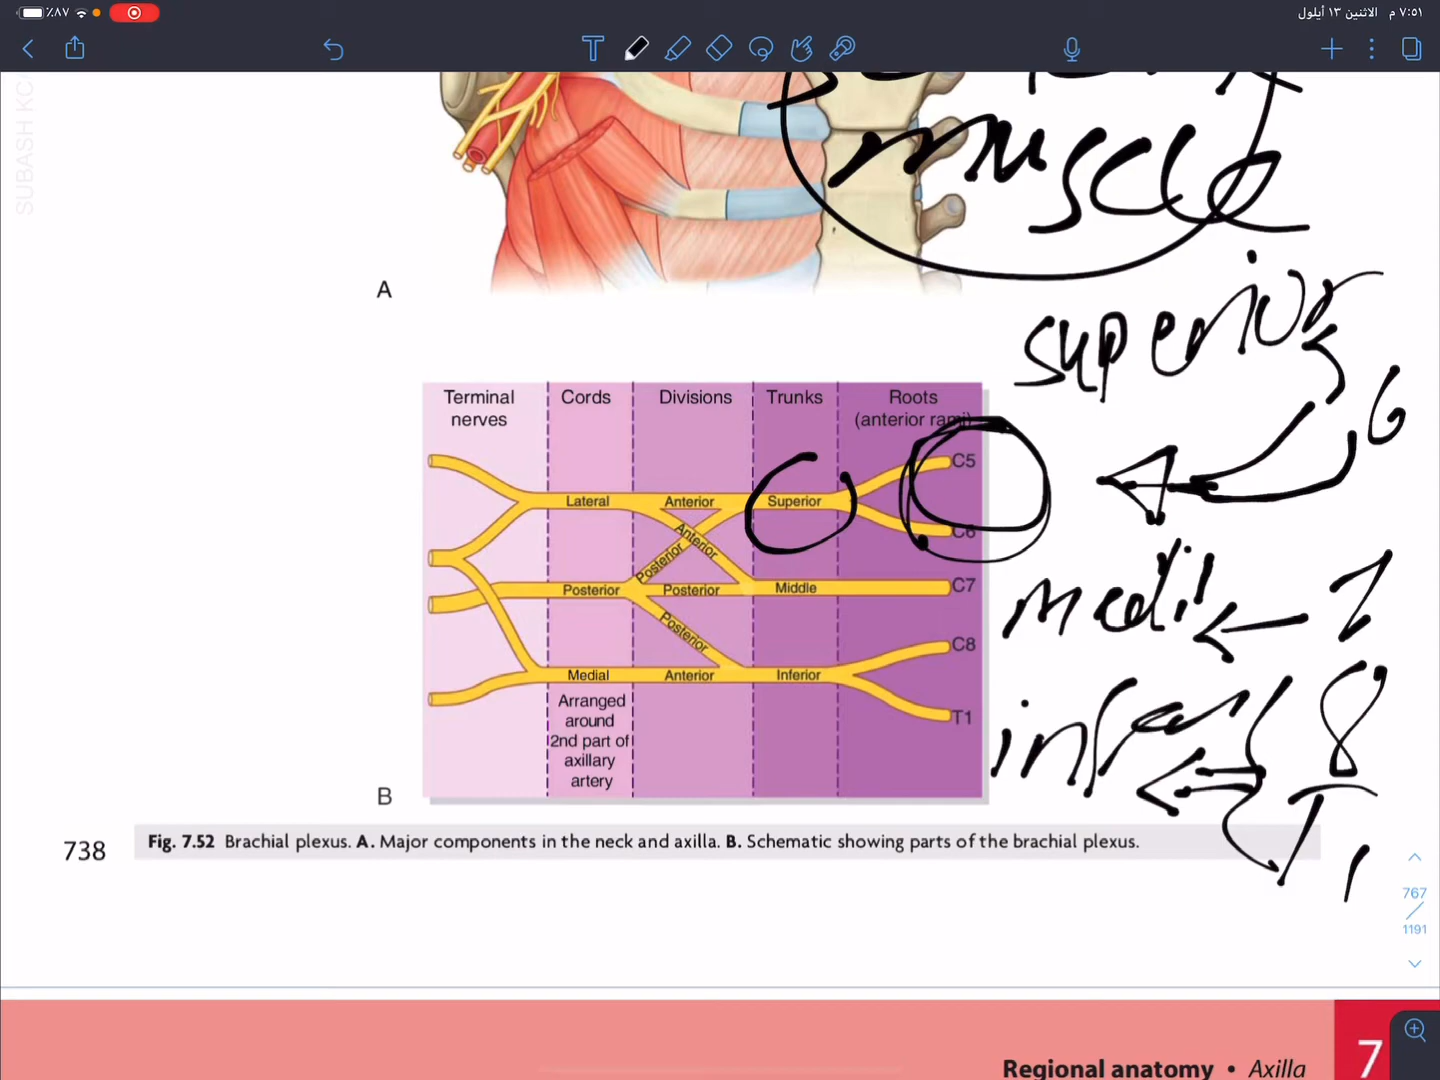 ٪٨٧
٧:٥١ م الاثنين ١٣ أيلول
SUBASH KC
muscle
A
superior
5
6
Terminal nerves
Cords
Divisions
Trunks
Roots
(anterior rami)
C5
Lateral
Anterior
Superior
C6
Anterior
Posterior
Posterior
Posterior
Middle
C7
Posterior
C8
Medial
Anterior
Inferior
T1
Arranged
around
2nd part of
axillary
artery
B
7
8
T1
738
Fig. 7.52 Brachial plexus. A. Major components in the neck and axilla. B. Schematic showing parts of the brachial plexus.
767
1191
Regional anatomy • Axilla
7